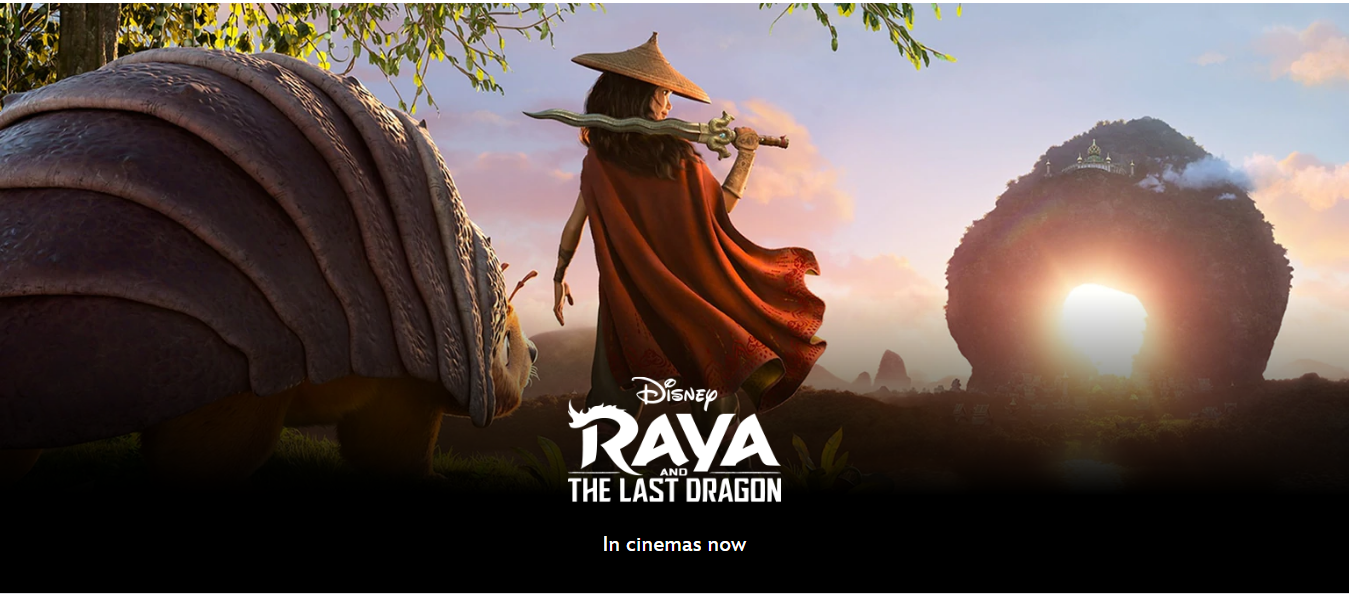 Disney
RAYA
AND
THE LAST DRAGON
In cinemas now